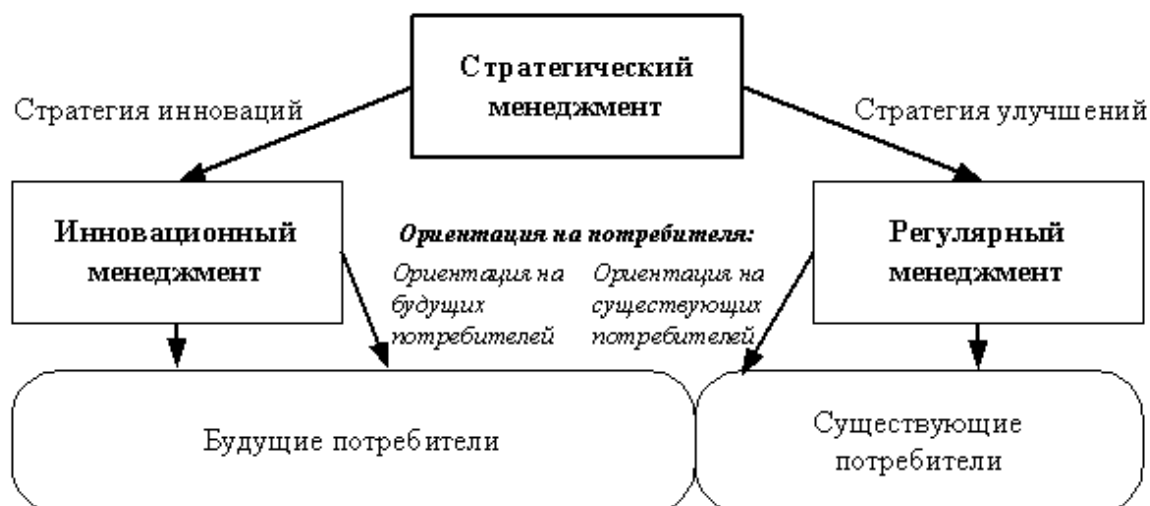 Стратегический
менеджмент
Стратегия инноваций
Стратегия улучшений
Инновационный
менеджмент
Ориентация на потребителя:
Ориентация на
будущих
потребителей
Ориентация на
существующих
потребителей
Регулярный
менеджмент
Будущие потребители
Существующие
потребители